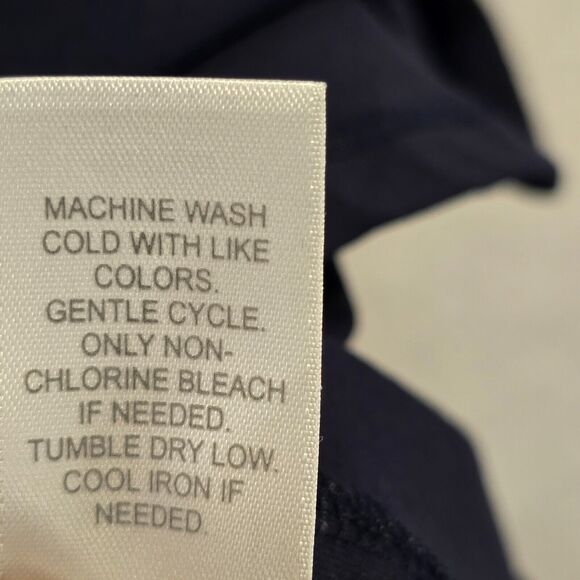 MACHINE WASH
COLD WITH LIKE
COLORS.
GENTLE CYCLE.
ONLY NON-
CHLORINE BLEACH
IF NEEDED.
TUMBLE DRY LOW.
COOL IRON IF
NEEDED.